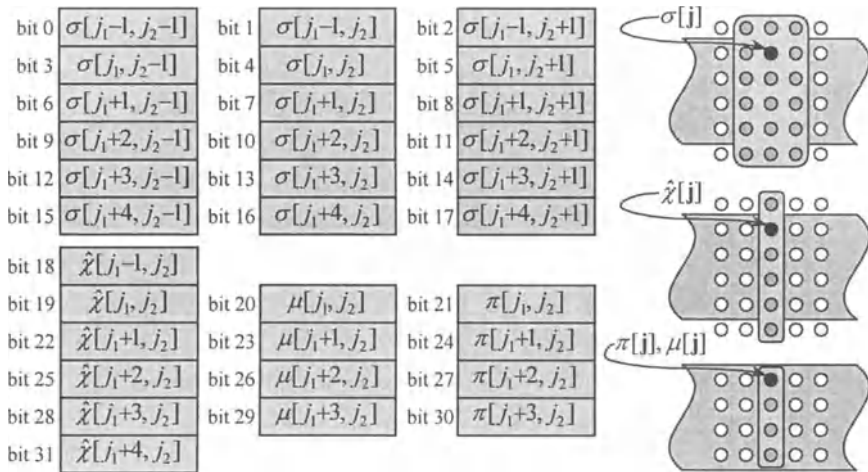 bit 0 σ[j₁−1, j₂−1] bit 1 σ[j₁−1, j₂] bit 2 σ[j₁−1, j₂+1] σ[j]
bit 3 σ[j₁, j₂−1] bit 4 σ[j₁, j₂] bit 5 σ[j₁, j₂+1]
bit 6 σ[j₁+1, j₂−1] bit 7 σ[j₁+1, j₂] bit 8 σ[j₁+1, j₂+1]
bit 9 σ[j₁+2, j₂−1] bit 10 σ[j₁+2, j₂] bit 11 σ[j₁+2, j₂+1]
bit 12 σ[j₁+3, j₂−1] bit 13 σ[j₁+3, j₂] bit 14 σ[j₁+3, j₂+1]
bit 15 σ[j₁+4, j₂−1] bit 16 σ[j₁+4, j₂] bit 17 σ[j₁+4, j₂+1] χ̂[j]
bit 18 χ̂[j₁−1, j₂]
bit 19 χ̂[j₁, j₂] bit 20 μ[j₁, j₂] bit 21 π[j₁, j₂]
bit 22 χ̂[j₁+1, j₂] bit 23 μ[j₁+1, j₂] bit 24 π[j₁+1, j₂] π[j], μ[j]
bit 25 χ̂[j₁+2, j₂] bit 26 μ[j₁+2, j₂] bit 27 π[j₁+2, j₂]
bit 28 χ̂[j₁+3, j₂] bit 29 μ[j₁+3, j₂] bit 30 π[j₁+3, j₂]
bit 31 χ̂[j₁+4, j₂]